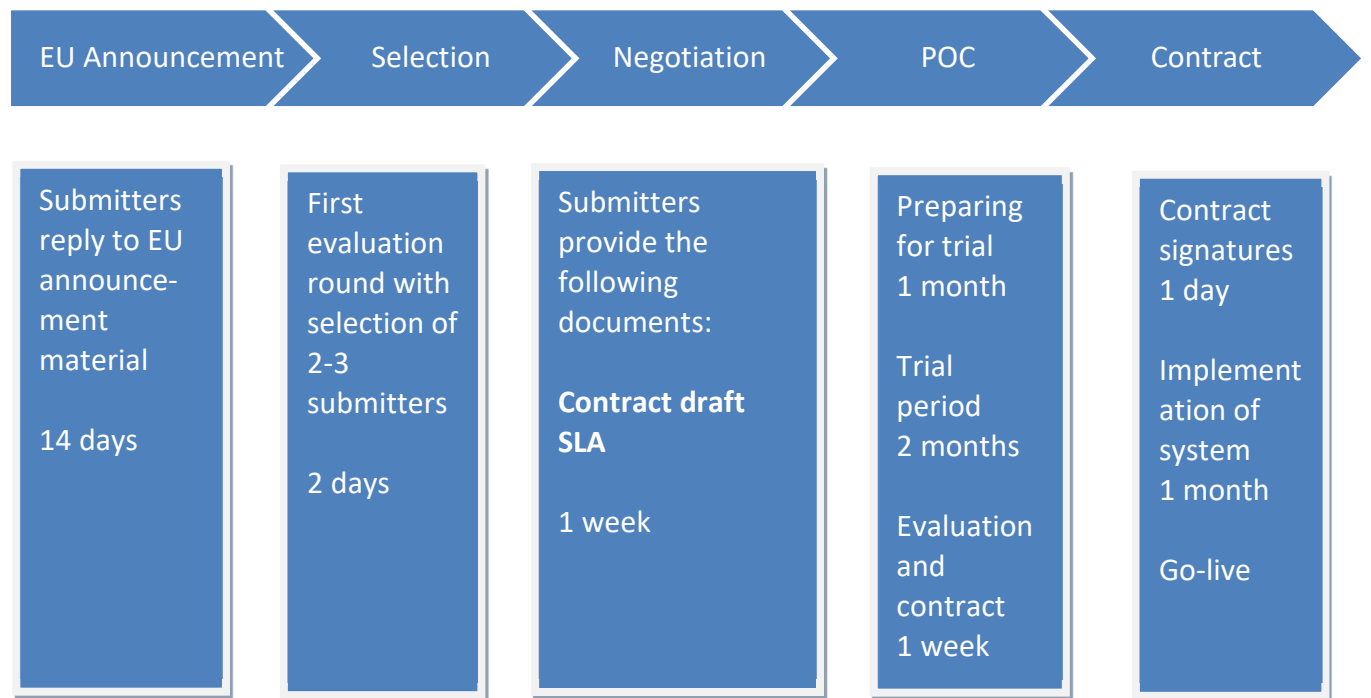 EU Announcement
Selection
Negotiation
POC
Contract
Submitters
reply to EU
announce-
ment
material
14 days
First
evaluation
round with
selection of
2-3
submitters
2 days
Submitters
provide the
following
documents:
Contract draft
SLA
1 week
Preparing
for trial
1 month
Trial
period
2 months
Evaluation
and
contract
1 week
Contract
signatures
1 day
Implement
ation of
system
1 month
Go-live